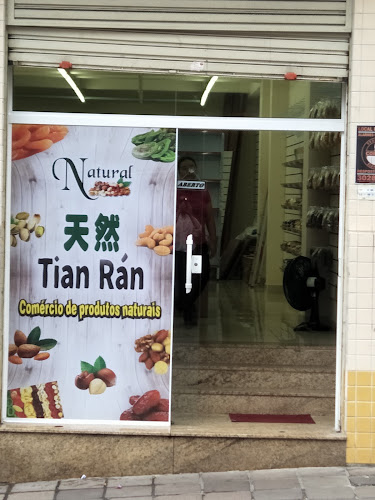 Natural
天然
Tian Rán
Comércio de produtos naturais
ABERTO